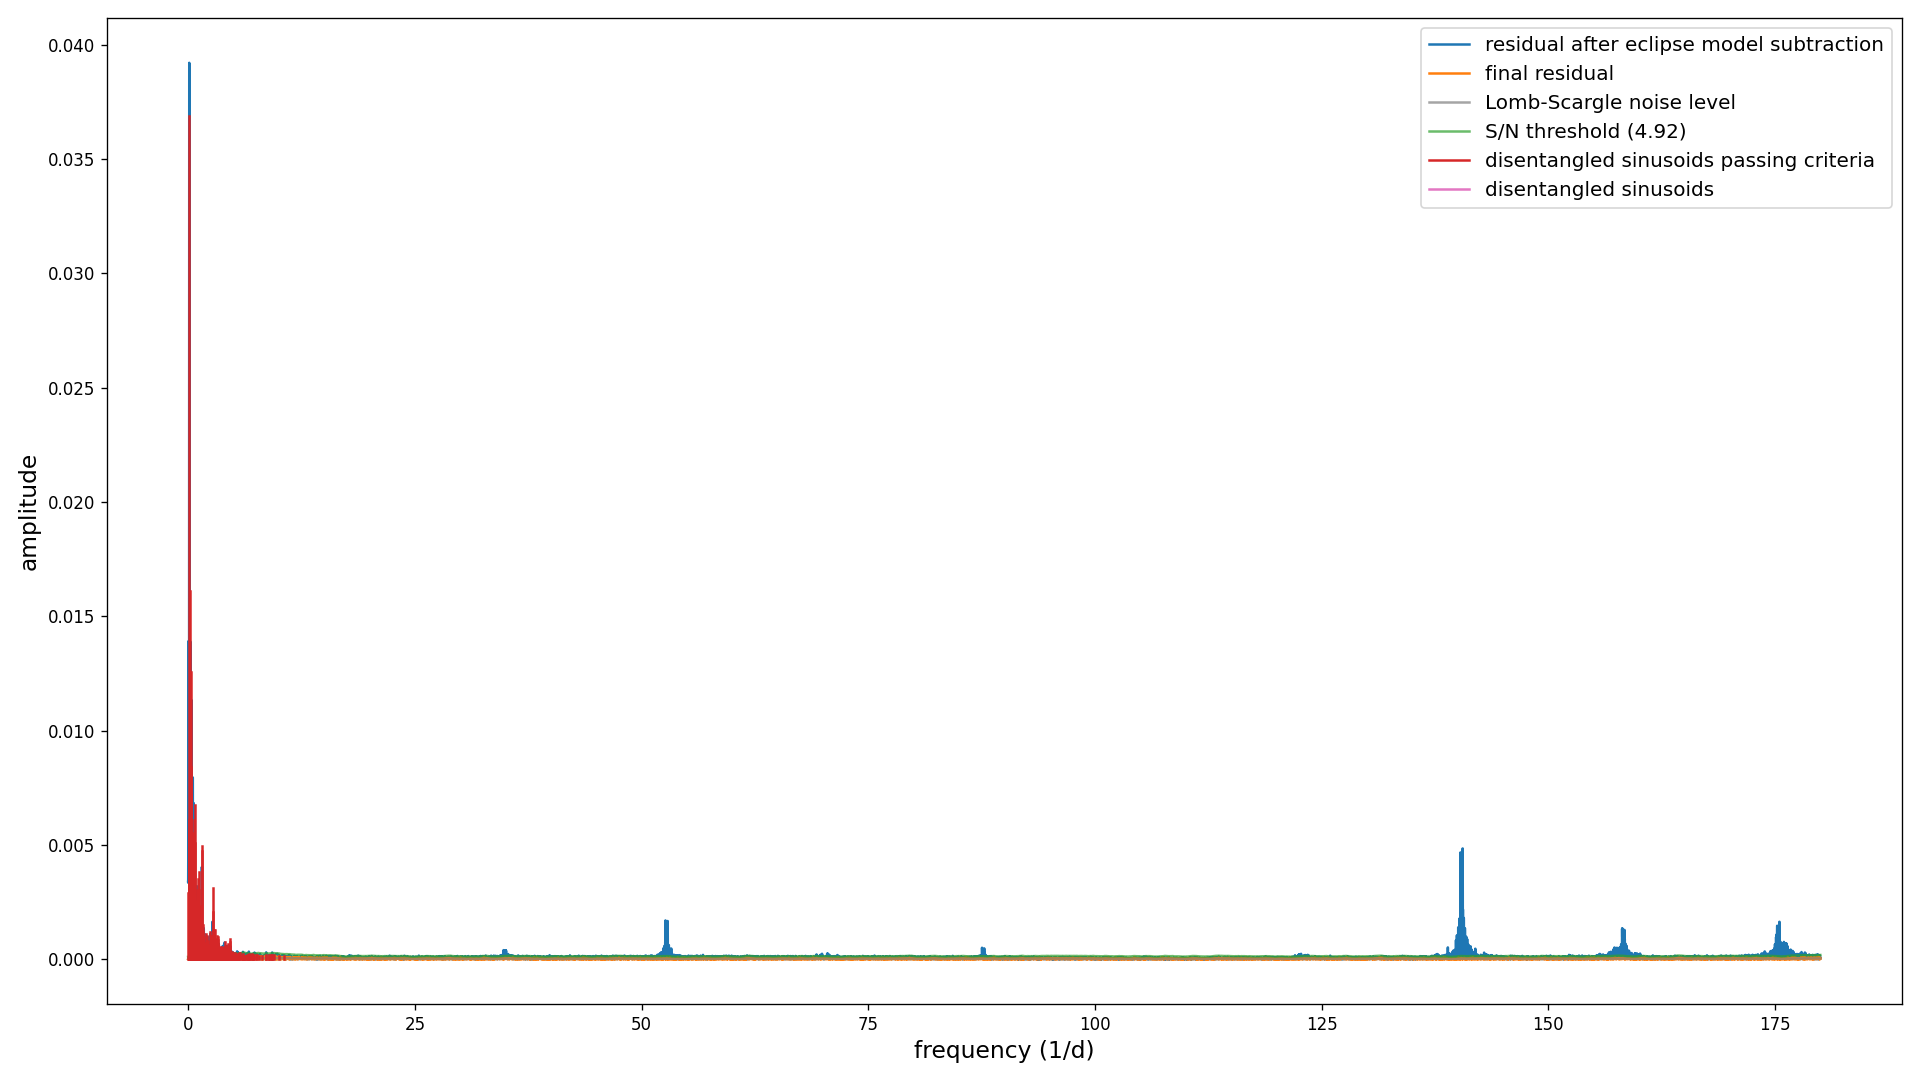 0.040
0.035
0.030
0.025
0.020
0.015
0.010
0.005
0.000
amplitude
residual after eclipse model subtraction
final residual
Lomb-Scargle noise level
S/N threshold (4.92)
disentangled sinusoids passing criteria
disentangled sinusoids
0
25
50
75
100
125
150
175
frequency (1/d)